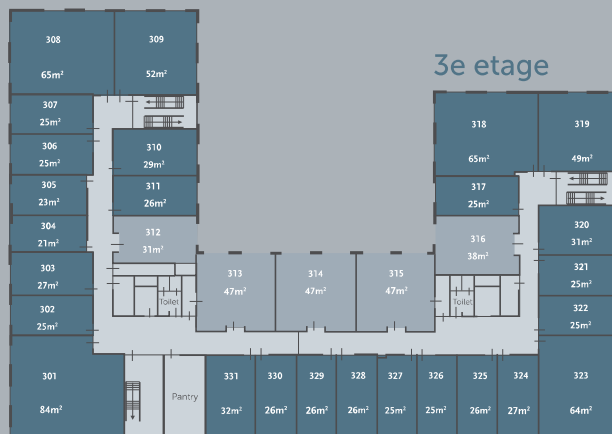 3e etage
308
65m²
309
52m²
307
25m²
306
25m²
305
23m²
304
21m²
303
27m²
302
25m²
301
84m²
310
29m²
311
26m²
312
31m²
Toilet
313
47m²
314
47m²
315
47m²
Pantry
331
32m²
330
26m²
329
26m²
328
26m²
327
25m²
326
25m²
325
26m²
324
27m²
318
65m²
319
49m²
317
25m²
316
38m²
Toilet
320
31m²
321
25m²
322
25m²
323
64m²